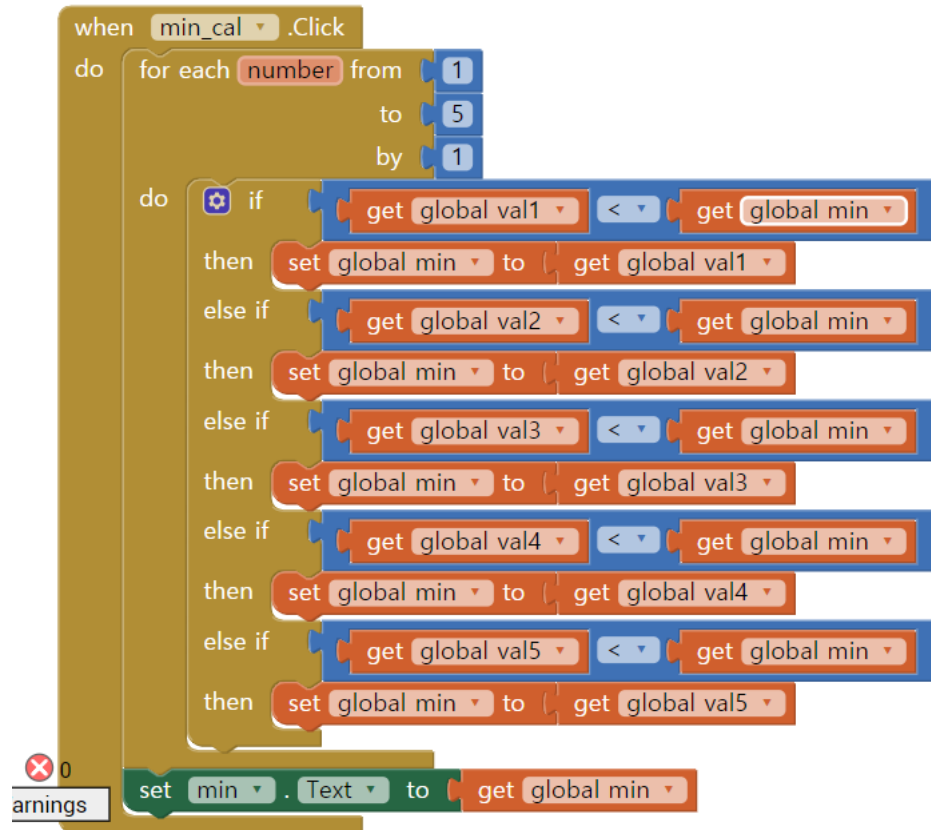 when min_cal .Click
do for each number from 1
to 5
by 1
do if get global val1 < get global min
then set global min to get global val1
else if get global val2 < get global min
then set global min to get global val2
else if get global val3 < get global min
then set global min to get global val3
else if get global val4 < get global min
then set global min to get global val4
else if get global val5 < get global min
then set global min to get global val5
0
set min . Text to get global min
arnings